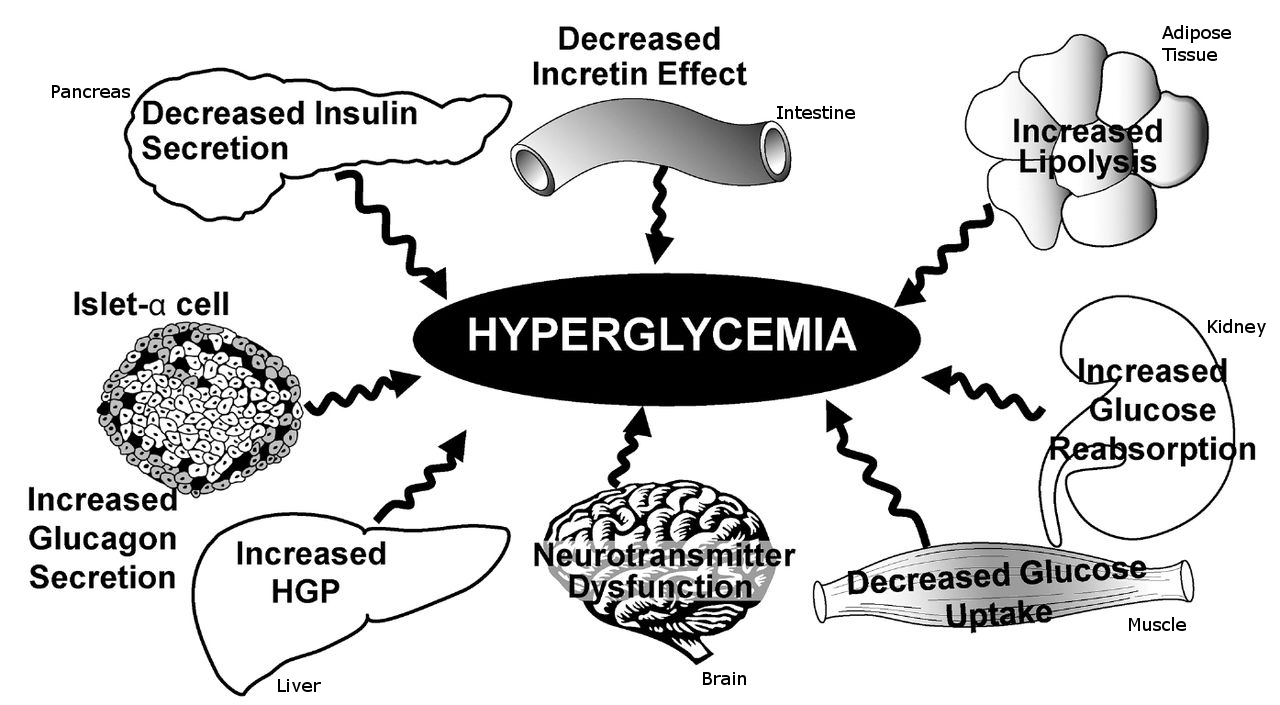 Decreased
Incretin Effect
Adipose
Tissue
Pancreas
Decreased Insulin
Secretion
Intestine
Increased
Lipolysis
Islet-α cell
HYPERGLYCEMIA
Kidney
Increased
Glucose
Reabsorption
Increased
Glucagon
Secretion
Increased
HGP
Neurotransmitter
Dysfunction
Decreased Glucose
Uptake
Muscle
Liver
Brain